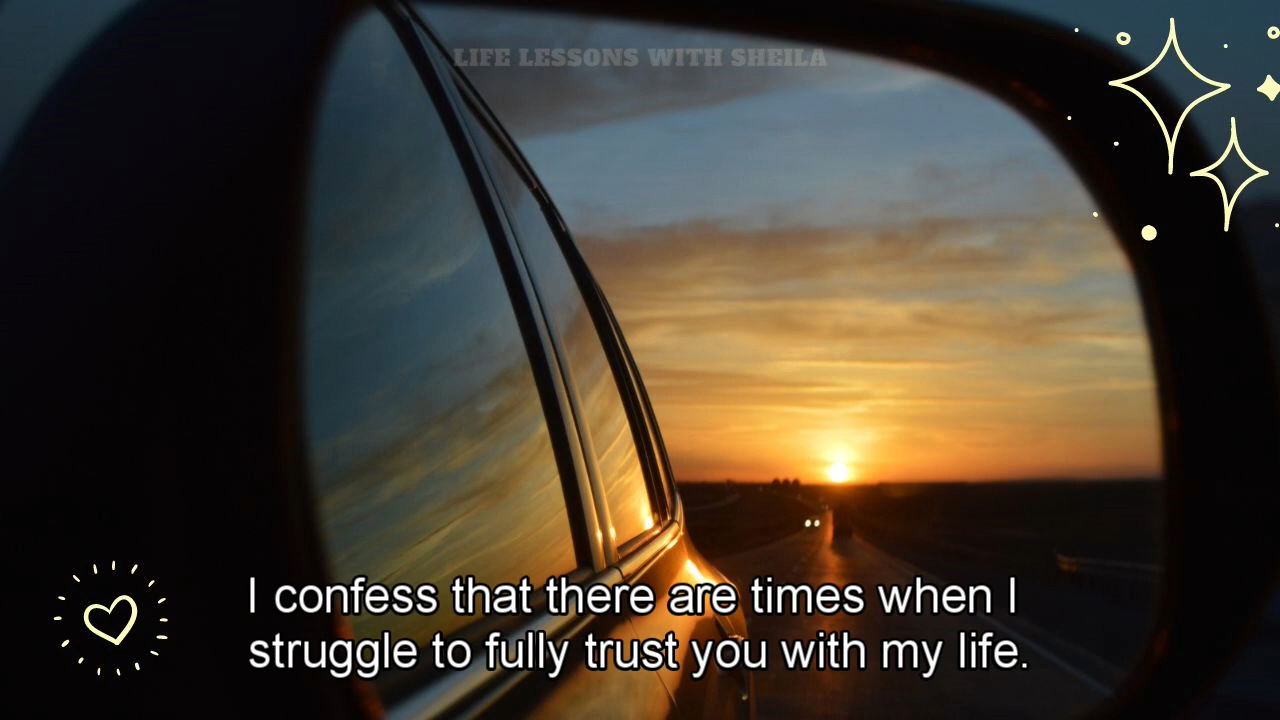 LIFE LESSONS WITH SHEILA
I confess that there are times when I
struggle to fully trust you with my life.